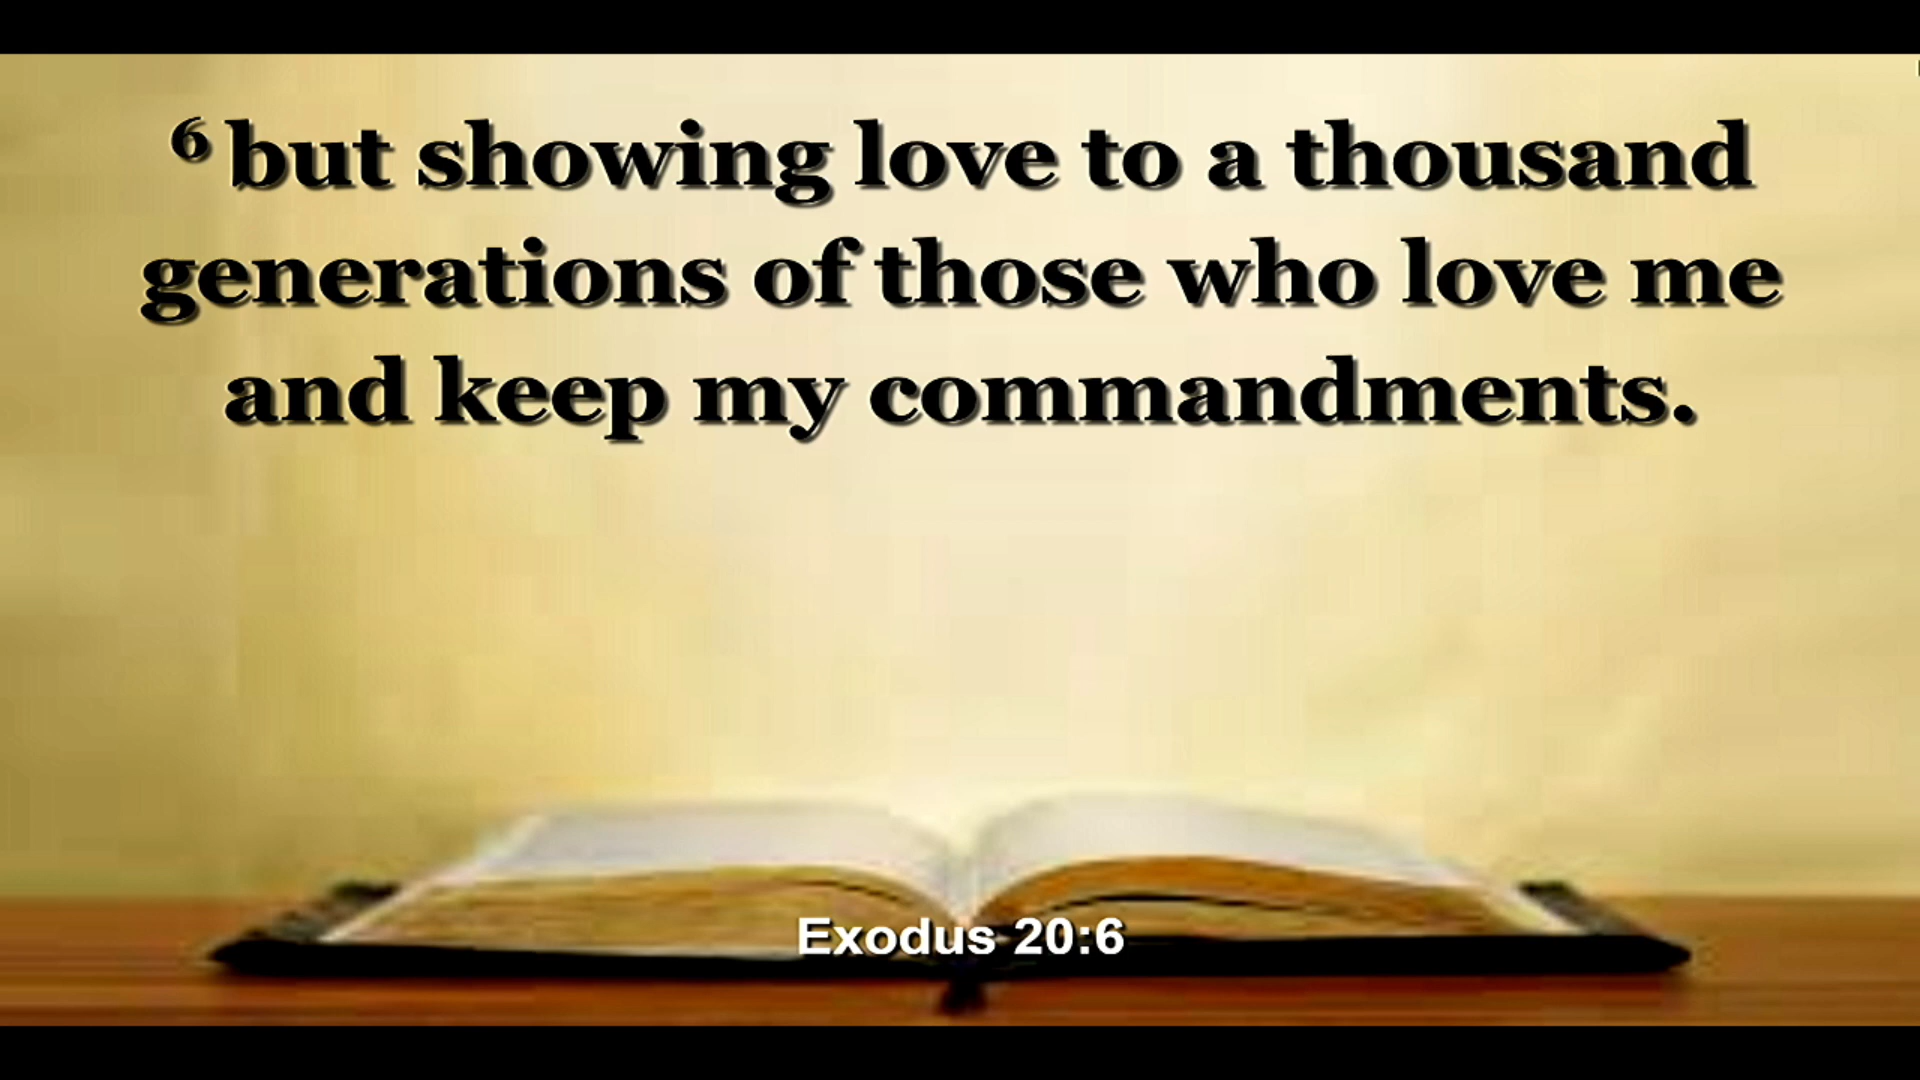 6 but showing love to a thousand
generations of those who love me
and keep my commandments.
Exodus 20:6